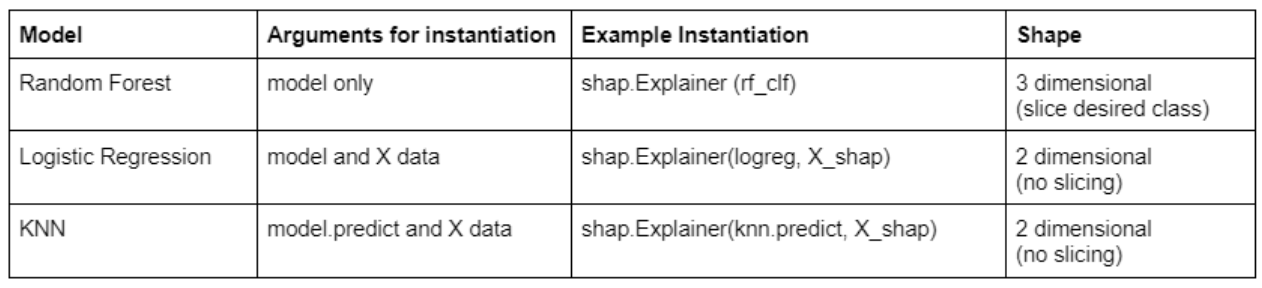 Model Arguments for instantiation Example Instantiation Shape
Random Forest model only shap.Explainer (rf_clf) 3 dimensional
(slice desired class)
Logistic Regression model and X data shap.Explainer(logreg, X_shap) 2 dimensional
(no slicing)
KNN model.predict and X data shap.Explainer(knn.predict, X_shap) 2 dimensional
(no slicing)